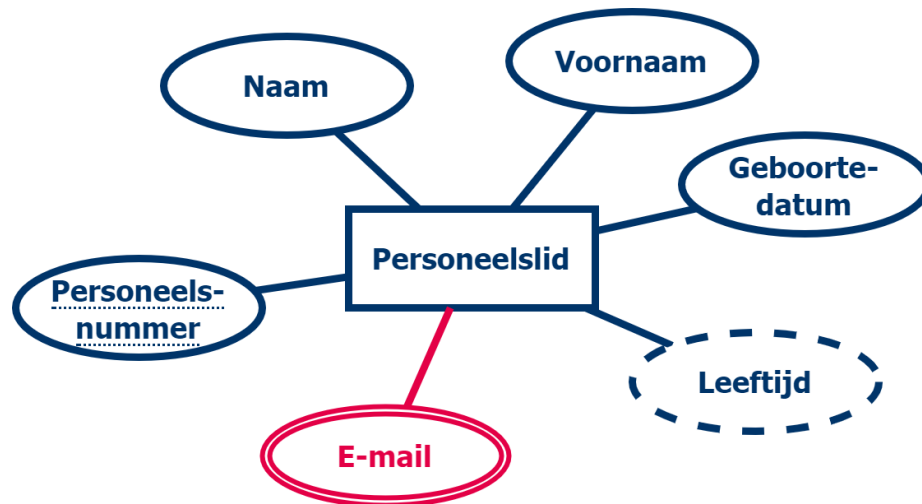 Naam
Voornaam
Geboorte-
datum
Personeelslid
Personeels-
nummer
Leeftijd
E-mail